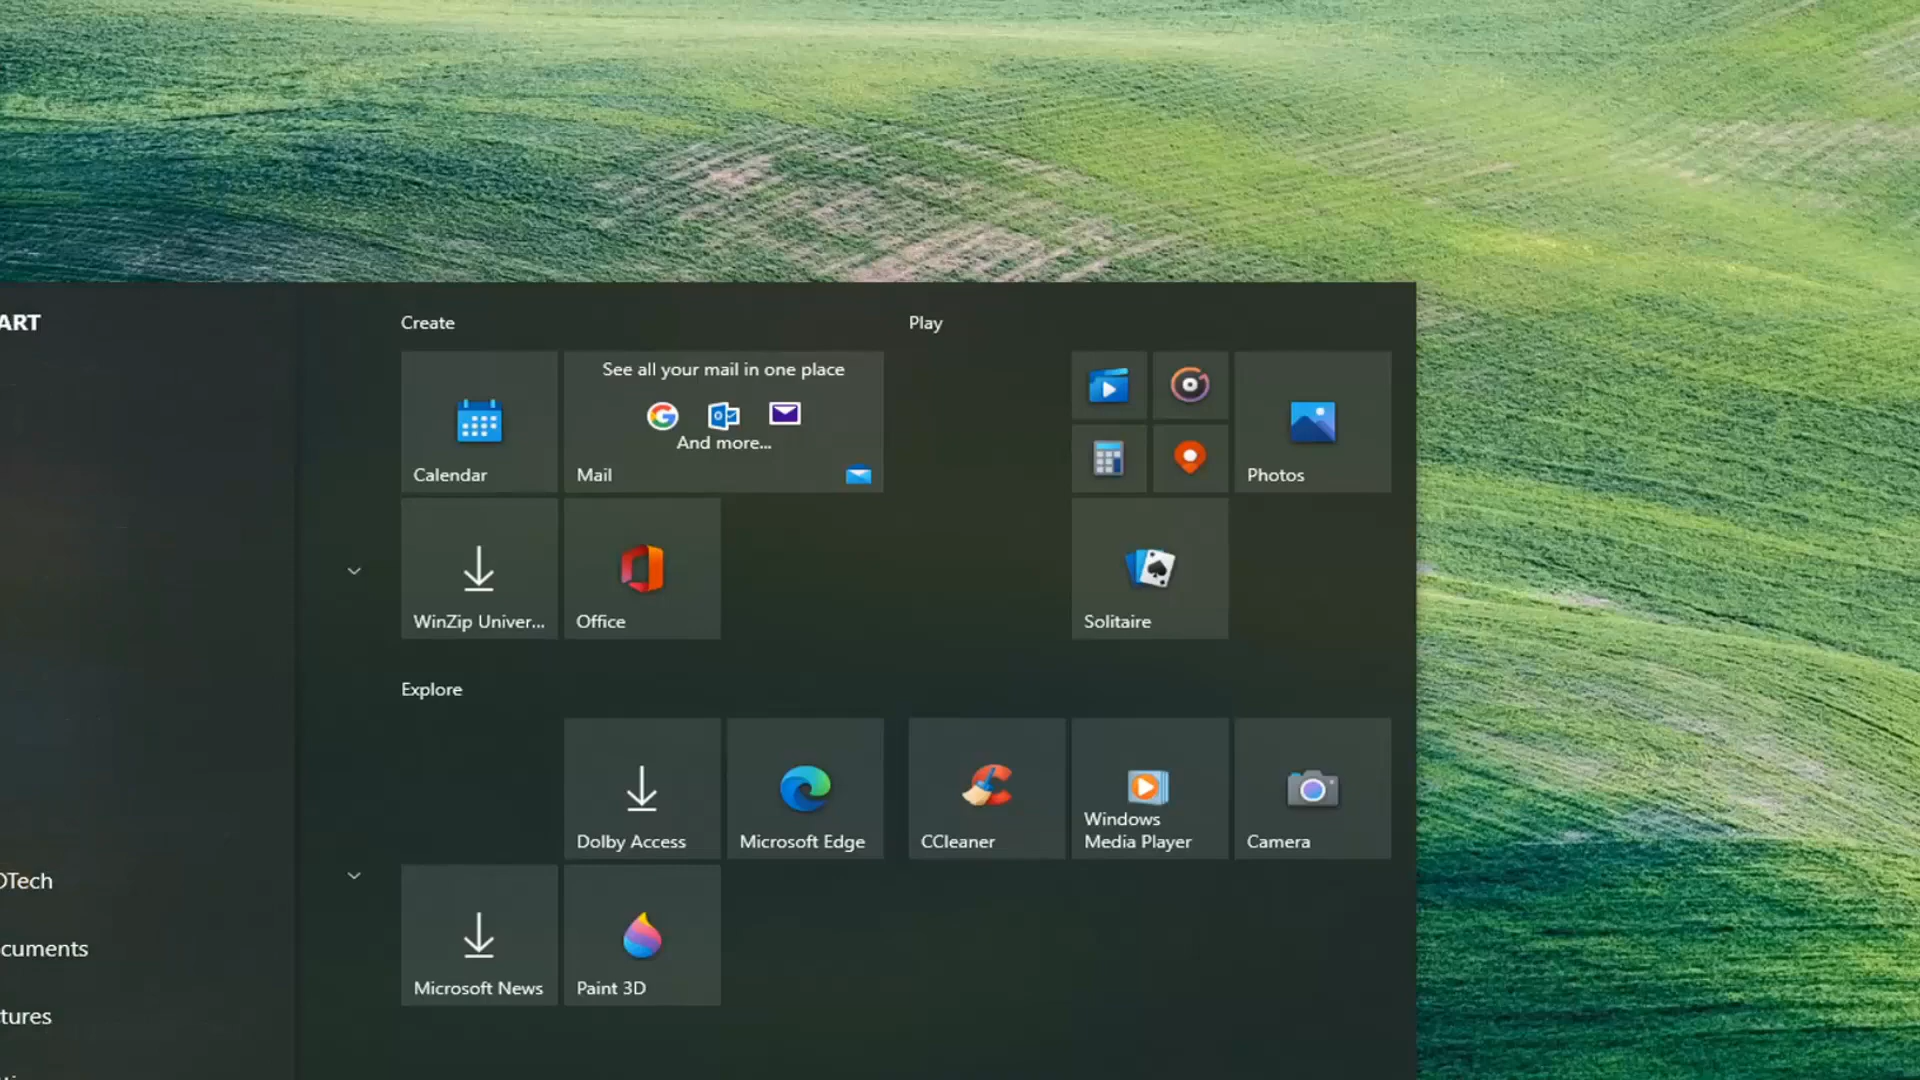 ART
Create
Play
See all your mail in one place
And more...
Calendar
Mail
Photos
WinZip Univer...
Office
Solitaire
Explore
Dolby Access
Microsoft Edge
CCleaner
Windows
Media Player
Camera
DTech
cuments
Microsoft News
Paint 3D
tures